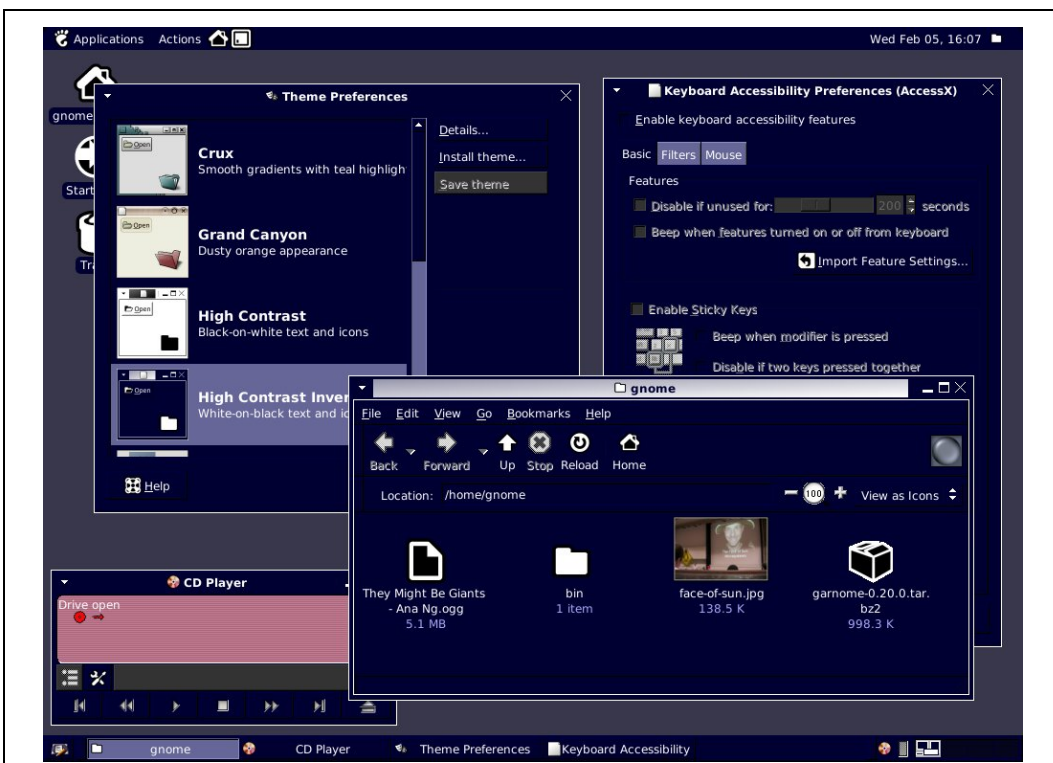 Applications Actions
Wed Feb 05, 16:07
gnome
Start
Tra
Theme Preferences
Open
Crux
Smooth gradients with teal highligh
Open
Grand Canyon
Dusty orange appearance
Open
High Contrast
Black-on-white text and icons
Open
High Contrast Inver
White-on-black text and ic
Details...
Install theme...
Save theme
Help
Keyboard Accessibility Preferences (AccessX)
Enable keyboard accessibility features
Basic Filters Mouse
Features
Disable if unused for: 200 seconds
Beep when features turned on or off from keyboard
Import Feature Settings...
Enable Sticky Keys
Beep when modifier is pressed
Disable if two keys pressed together
gnome
File Edit View Go Bookmarks Help
Back Forward Up Stop Reload Home
Location: /home/gnome
100 View as Icons
They Might Be Giants
- Ana Ng.ogg
5.1 MB
bin
1 item
face-of-sun.jpg
138.5 K
garnome-0.20.0.tar.
bz2
998.3 K
CD Player
Drive open
gnome CD Player Theme Preferences Keyboard Accessibility